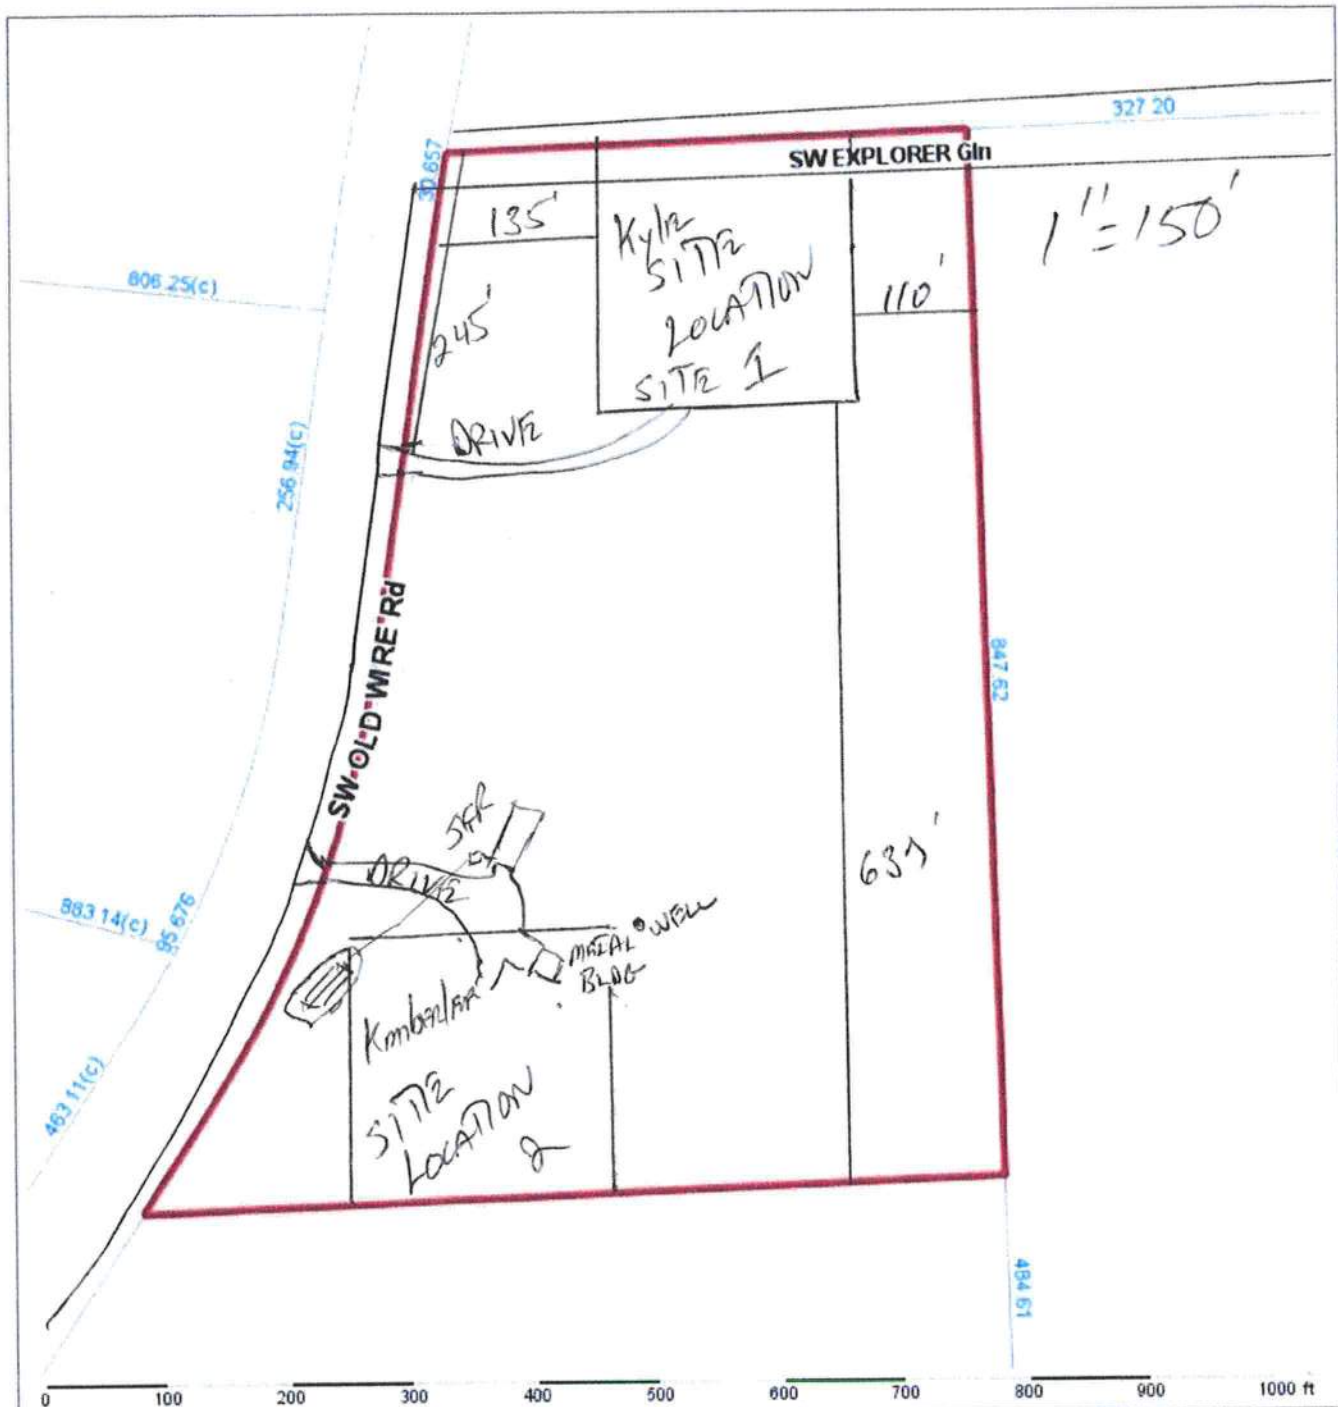 327.20
SW EXPLORER Gln
30.657
1" = 150'
135'
Kyle
SITE
LOCATION
SITE 1
110'
806.25(c)
245'
DRIVE
256.94(c)
SW OLD WIRE Rd
847.62
SFR
DRIVE
639'
883.14(c)
95.676
WELL
METAL
BLDG
Kimberlee
SITE
LOCATION
2
463.11(c)
484.61
0 100 200 300 400 500 600 700 800 900 1000 ft